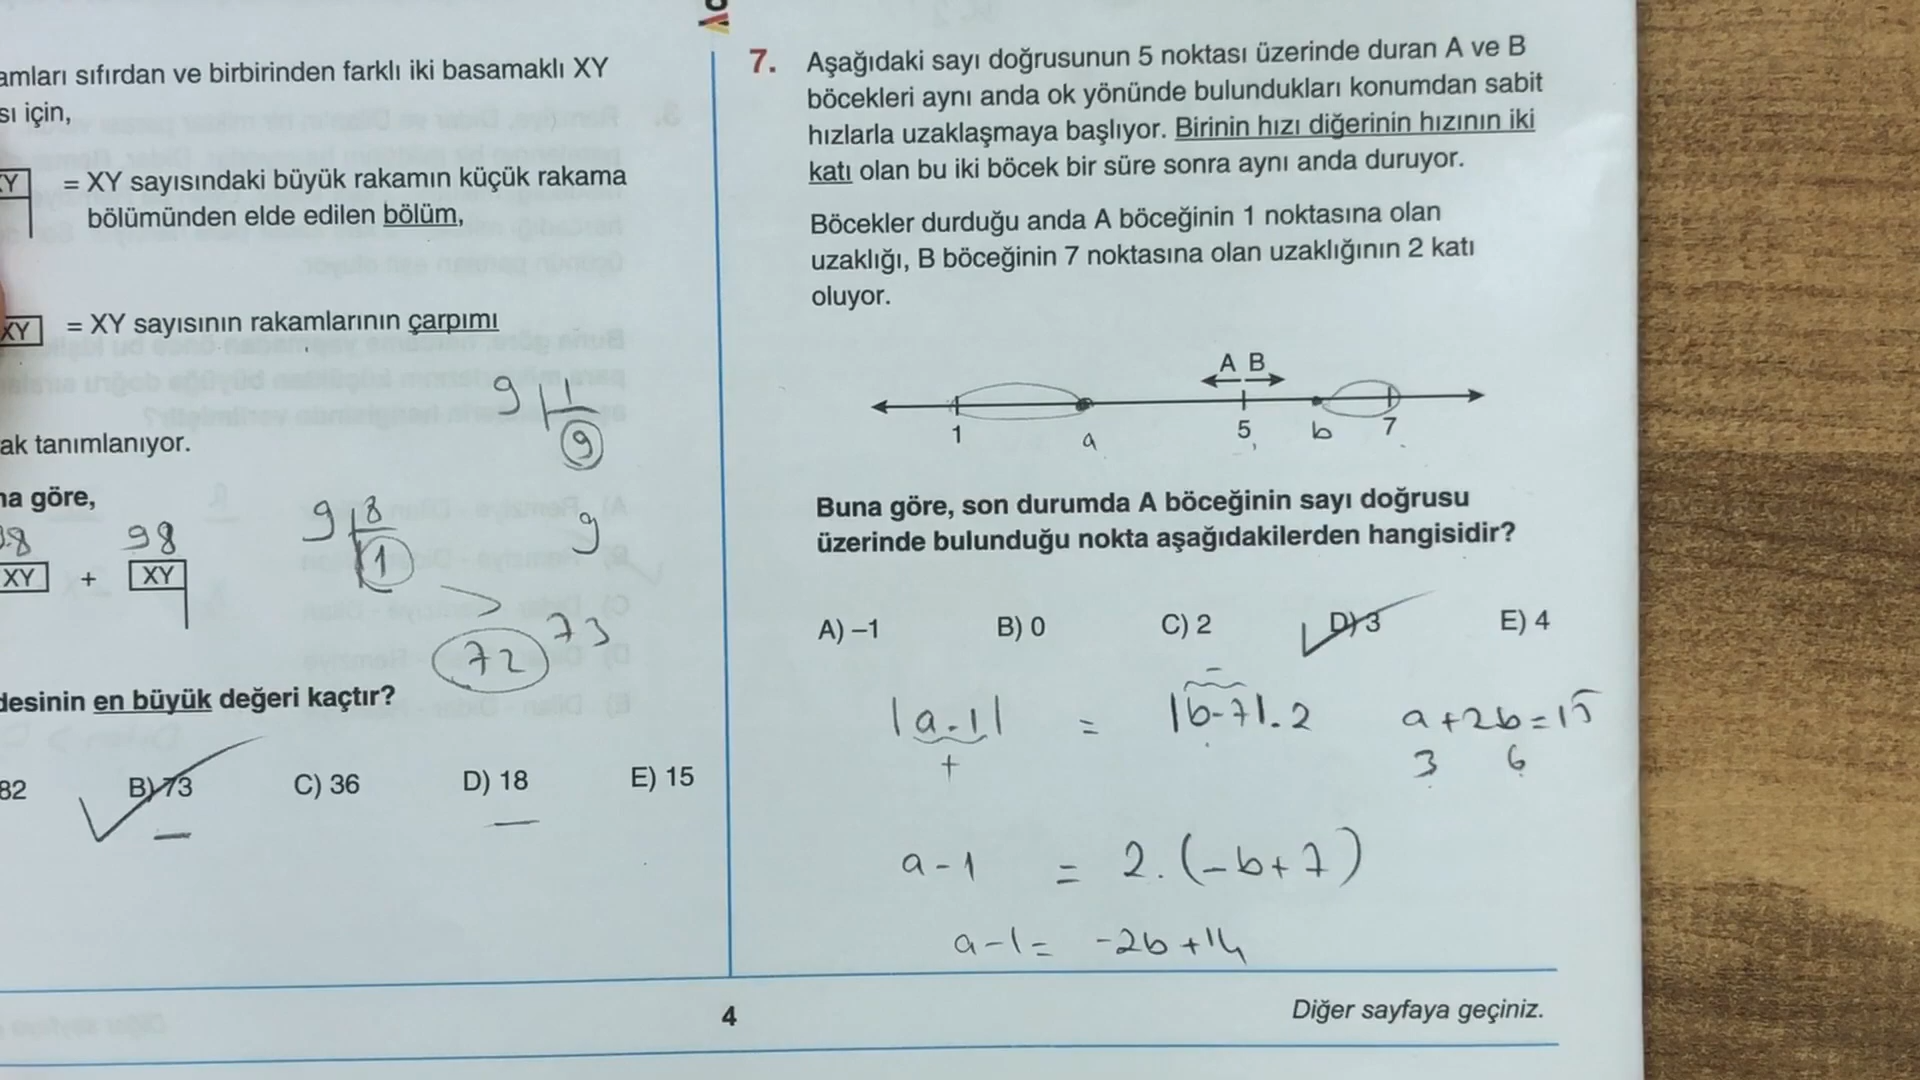 amları sıfırdan ve birbirinden farklı iki basamaklı XY
sı için,
XY = XY sayısındaki büyük rakamın küçük rakama
bölümünden elde edilen bölüm,
XY = XY sayısının rakamlarının çarpımı
9 1
9
ak tanımlanıyor.
na göre,
98 98
XY + XY
9 8
1
9
72 73
desinin en büyük değeri kaçtır?
82 B) 73 C) 36 D) 18 E) 15
7. Aşağıdaki sayı doğrusunun 5 noktası üzerinde duran A ve B
böcekleri aynı anda ok yönünde bulundukları konumdan sabit
hızlarla uzaklaşmaya başlıyor. Birinin hızı diğerinin hızının iki
katı olan bu iki böcek bir süre sonra aynı anda duruyor.
Böcekler durduğu anda A böceğinin 1 noktasına olan
uzaklığı, B böceğinin 7 noktasına olan uzaklığının 2 katı
oluyor.
A B
1 a 5 b 7
Buna göre, son durumda A böceğinin sayı doğrusu
üzerinde bulunduğu nokta aşağıdakilerden hangisidir?
A) –1 B) 0 C) 2 D) 3 E) 4
|a-1| = |b-7|.2 a+2b=15
+ 3 6
a-1 = 2.(-b+7)
a-1= -2b+14
4
Diğer sayfaya geçiniz.